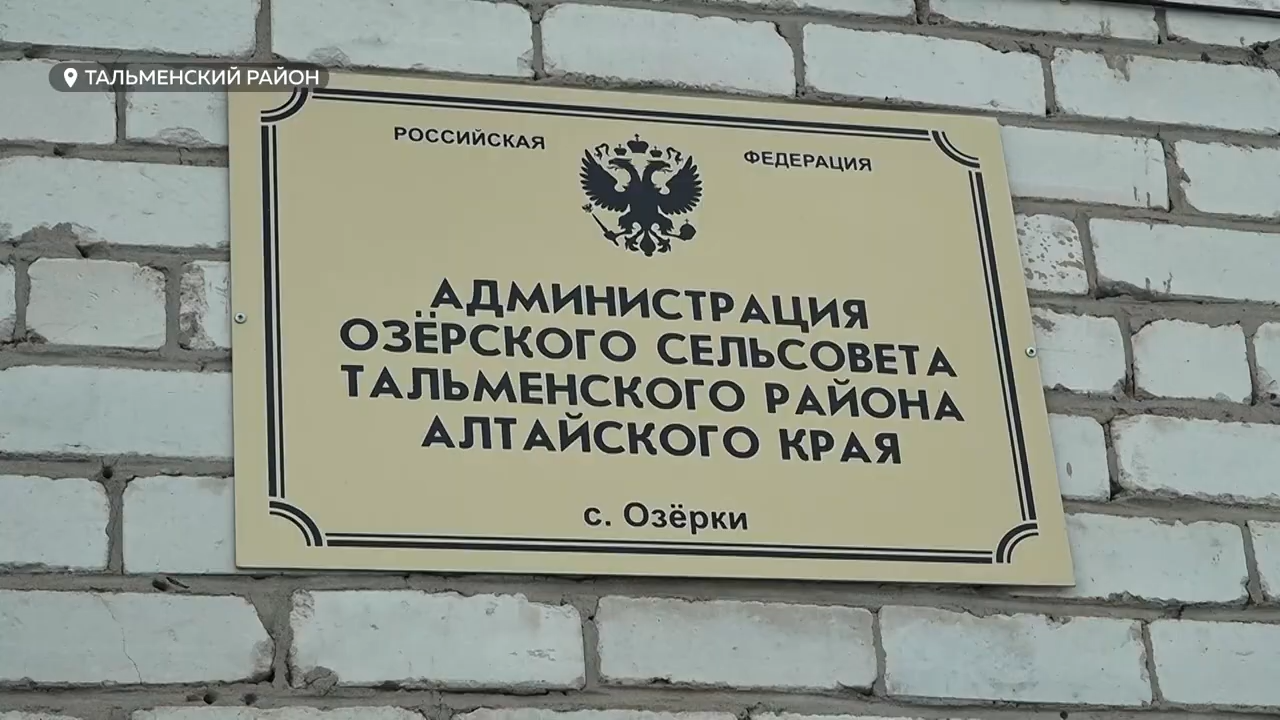 ТАЛЬМЕНСКИЙ РАЙОН
РОССИЙСКАЯ ФЕДЕРАЦИЯ
АДМИНИСТРАЦИЯ
ОЗЁРСКОГО СЕЛЬСОВЕТА
ТАЛЬМЕНСКОГО РАЙОНА
АЛТАЙСКОГО КРАЯ
с. Озёрки